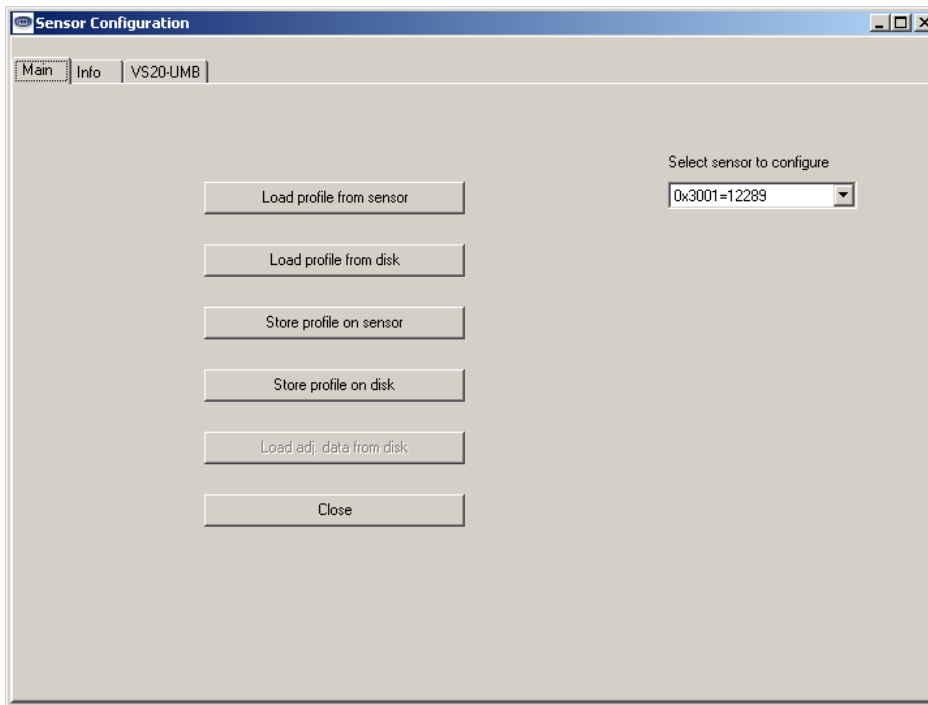 Sensor Configuration
Main Info VS20-UMB
Select sensor to configure
0x3001=12289
Load profile from sensor
Load profile from disk
Store profile on sensor
Store profile on disk
Load adj. data from disk
Close